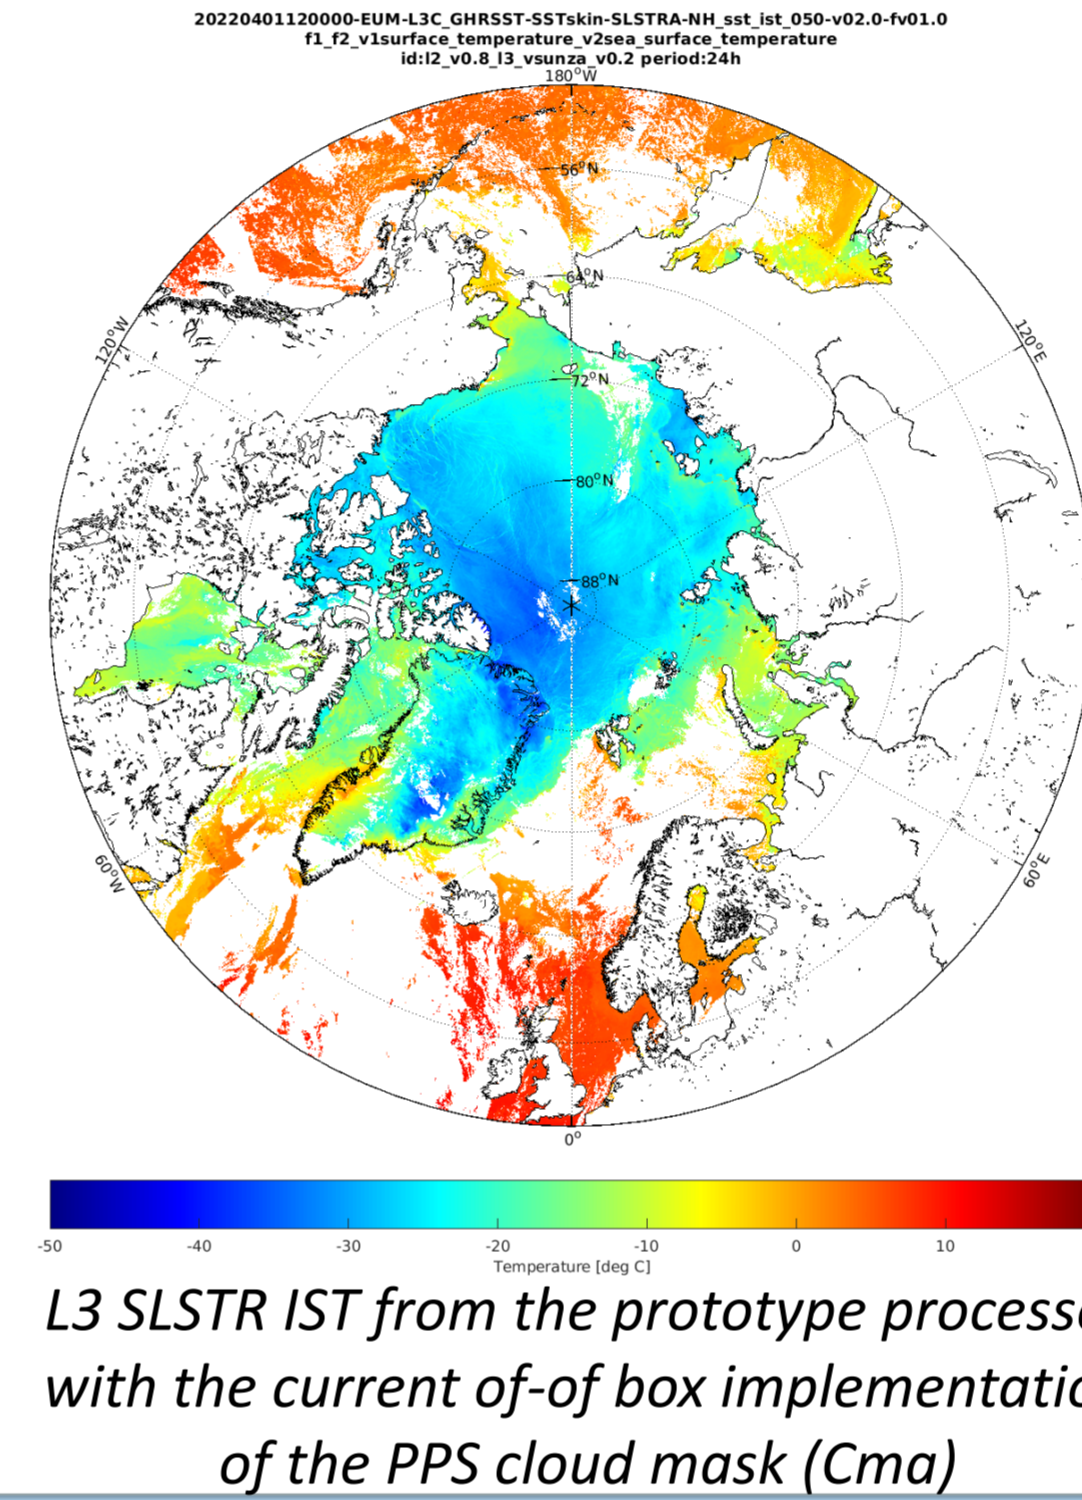 20220401120000-EUM-L3C_GHRSST-SSTskin-SLSTRA-NH_sst_ist_050-v02.0-fv01.0
f1_f2_v1surface_temperature_v2sea_surface_temperature
id:l2_v0.8_l3_vsunza_v0.2 period:24h
180°W
56°N
64°N
120°W
120°E
72°N
80°N
88°N
60°W
60°E
0°
-50 -40 -30 -20 -10 0 10
Temperature [deg C]
L3 SLSTR IST from the prototype
with the current of-of box
of the PPS cloud mask (Cma)